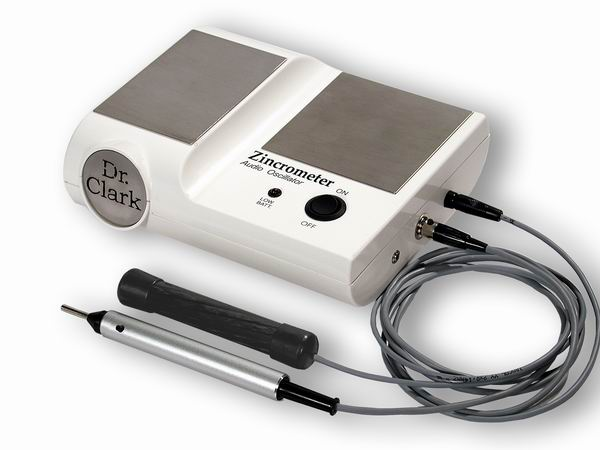 Dr.
Clark
Zincrometer
Audio Oscillator
ON
LOW
BATT.
OFF